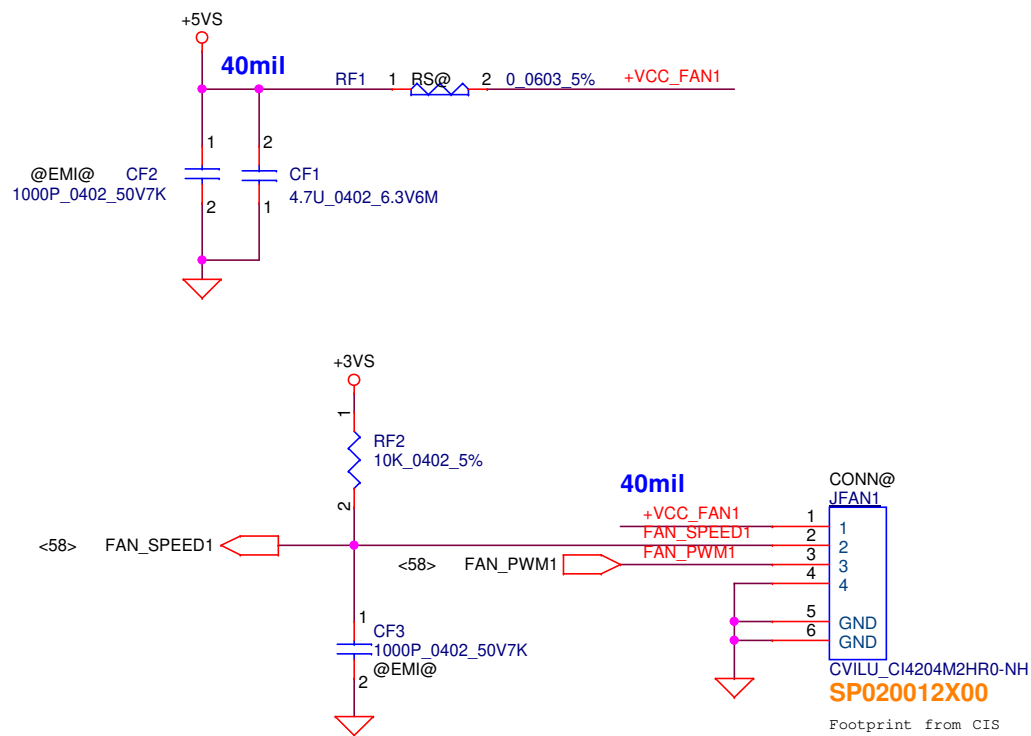 +5VS
40mil
RF1 1 RS@ 2 0_0603_5% +VCC_FAN1
1 2
@EMI@ CF2 CF1
1000P_0402_50V7K 4.7U_0402_6.3V6M
2 1
+3VS
1
RF2
10K_0402_5%
2
40mil
CONN@
JFAN1
+VCC_FAN1 1 1
FAN_SPEED1 2 2
<58> FAN_SPEED1
FAN_PWM1 3 3
<58> FAN_PWM1
4 4
5 GND
6 GND
1
CF3
1000P_0402_50V7K
@EMI@
2
CVILU_CI4204M2HR0-NH
SP020012X00
Footprint from CIS